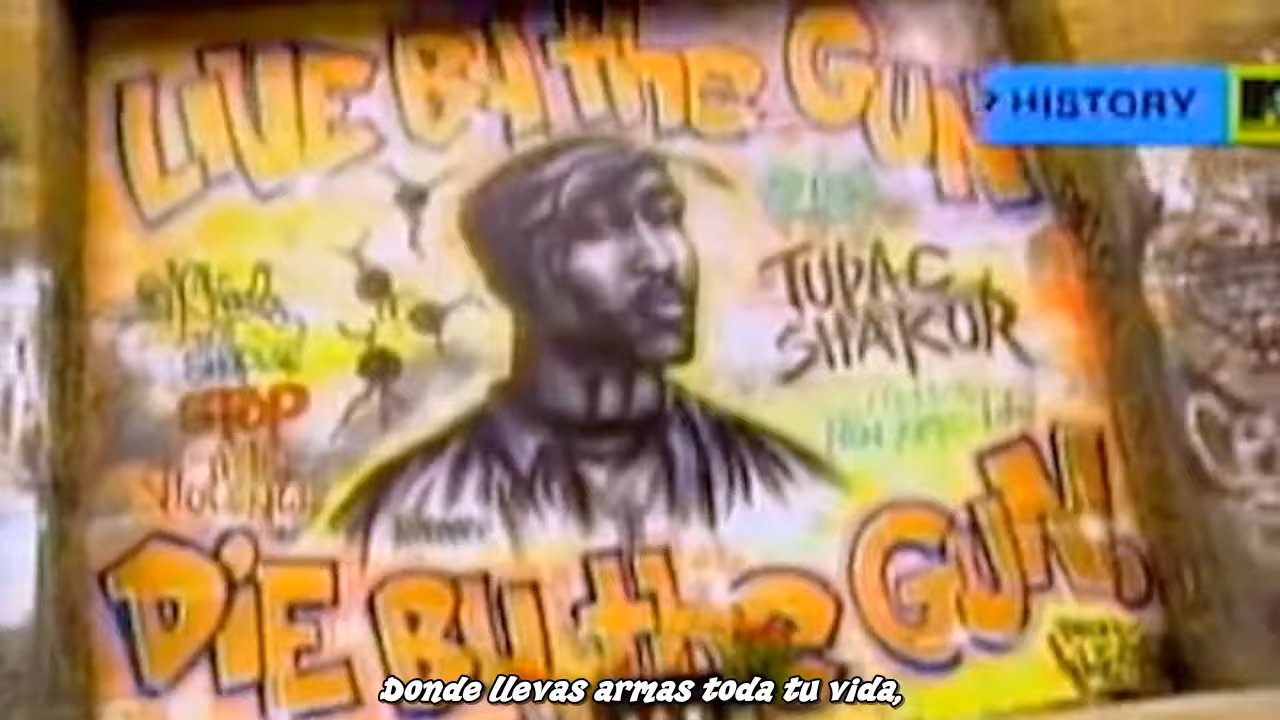 LIVE By the GUN
HISTORY
TUPAC
SHAKUR
STOP
DiE By the GUN!
Donde llevas armas toda tu vida,